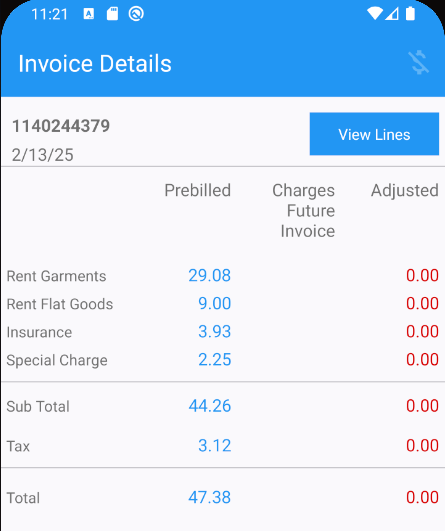 11:21
Invoice Details
1140244379
View Lines
2/13/25
Prebilled Charges Future Invoice Adjusted
Rent Garments 29.08 0.00
Rent Flat Goods 9.00 0.00
Insurance 3.93 0.00
Special Charge 2.25 0.00
Sub Total 44.26 0.00
Tax 3.12 0.00
Total 47.38 0.00